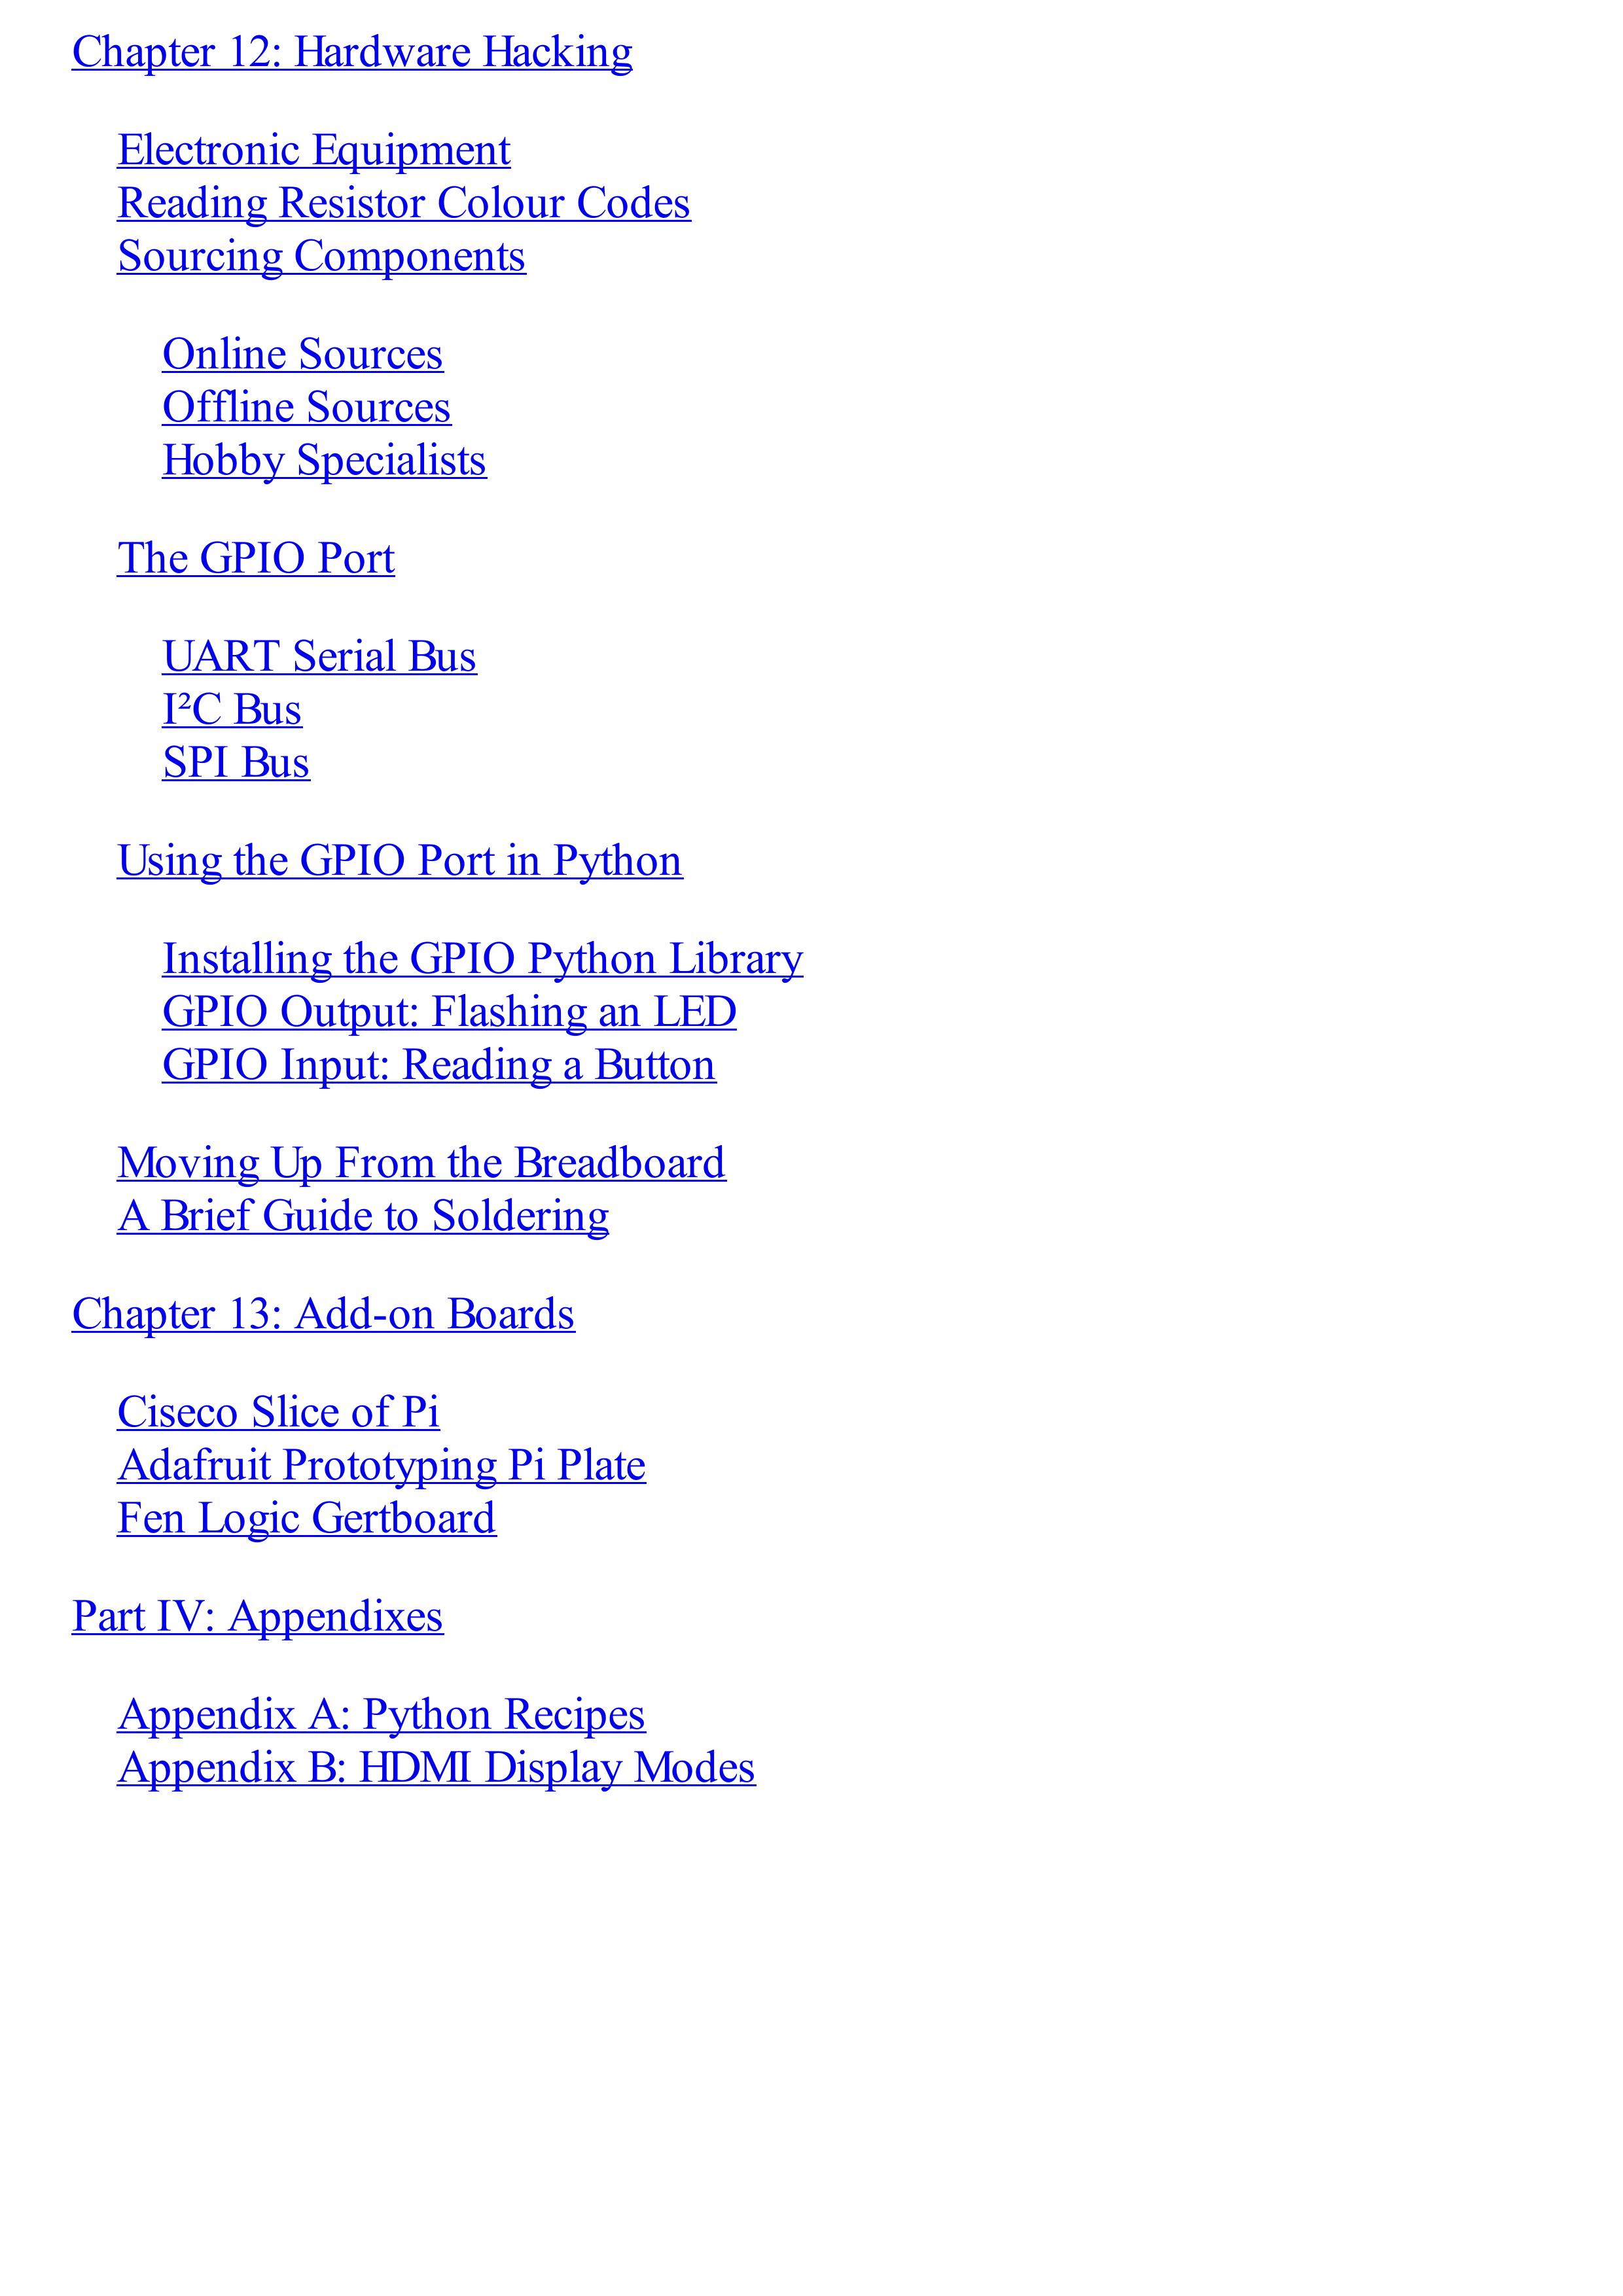 Chapter 12: Hardware Hacking
Electronic Equipment
Reading Resistor Colour Codes
Sourcing Components
Online Sources
Offline Sources
Hobby Specialists
The GPIO Port
UART Serial Bus
I²C Bus
SPI Bus
Using the GPIO Port in Python
Installing the GPIO Python Library
GPIO Output: Flashing an LED
GPIO Input: Reading a Button
Moving Up From the Breadboard
A Brief Guide to Soldering
Chapter 13: Add-on Boards
Ciseco Slice of Pi
Adafruit Prototyping Pi Plate
Fen Logic Gertboard
Part IV: Appendixes
Appendix A: Python Recipes
Appendix B: HDMI Display Modes